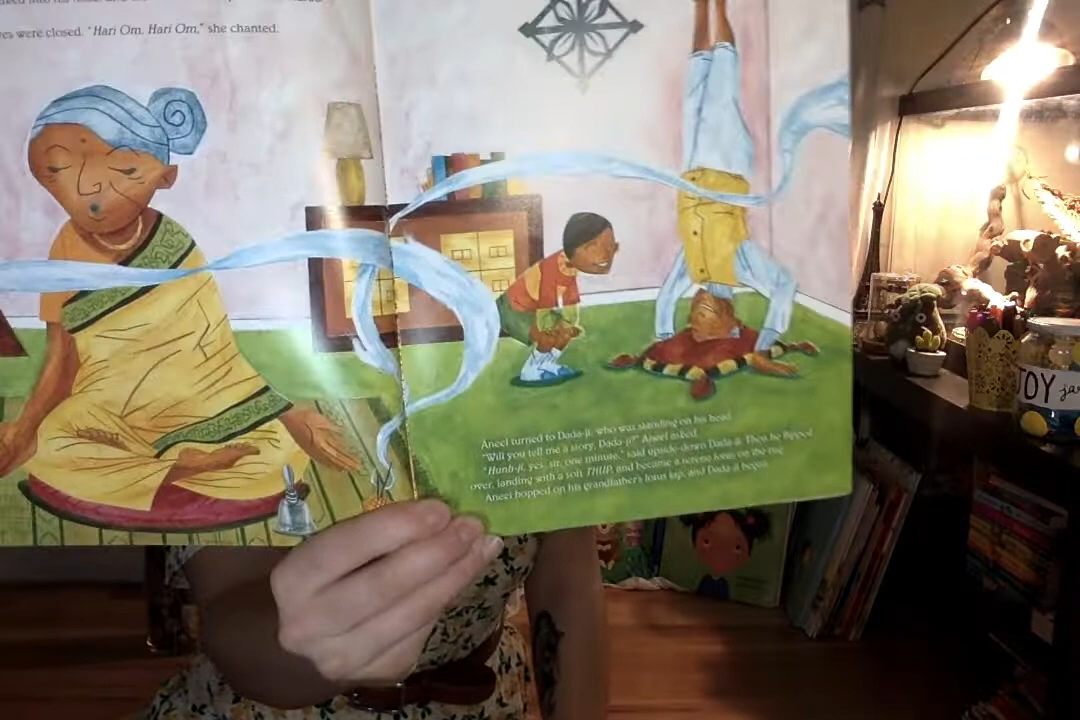 es were closed. "Hari Om. Hari Om," she chanted.
Aneel turned to Dada-ji, who was standing on his head.
"Will you tell me a story, Dada-ji?" Aneel asked.
"Hunh-ji, yes, sir, one minute," said upside-down Dada-ji. Then he flipped
over, landing with a soft THUP, and became a serene lotus on the rug.
Aneel hopped on his grandfather's lotus lap, and Dada-ji began.
JOY ja